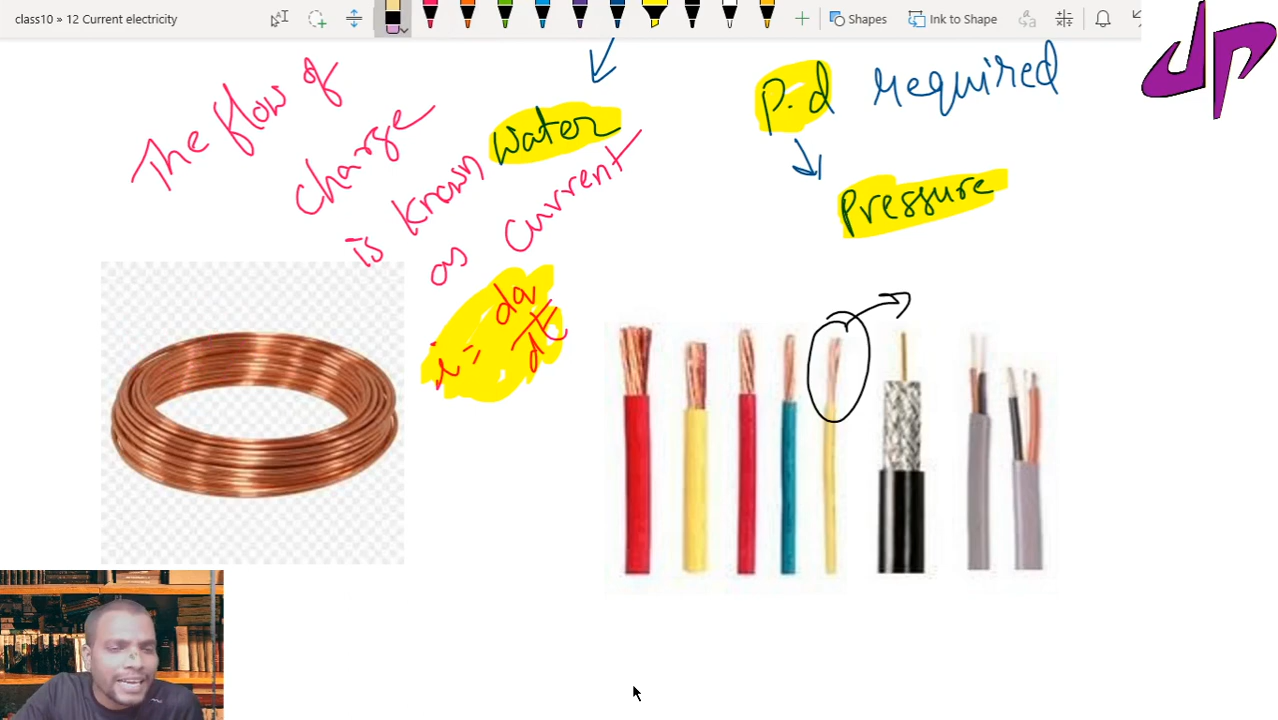 class10 » 12 Current electricity
Shapes
Ink to Shape
dp
The flow of
charge
is known
as current
water
i = dq/dt
P.d required
Pressure